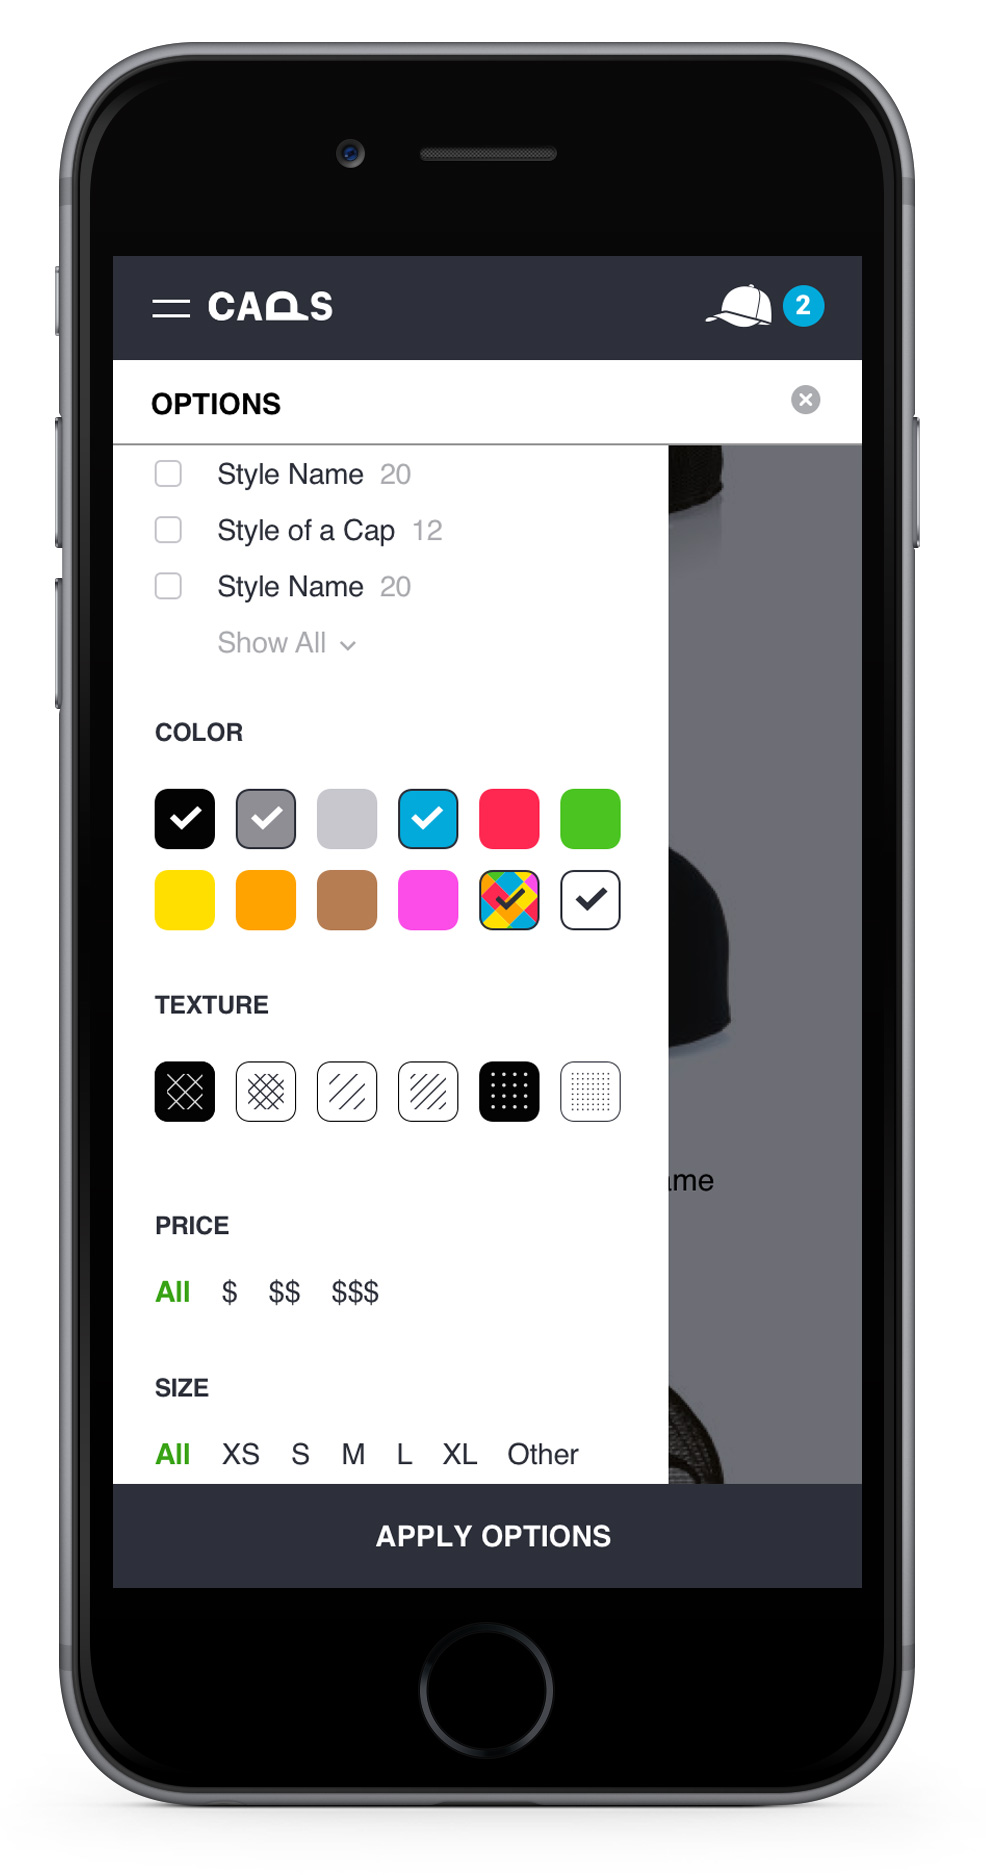 CAPS
2
OPTIONS
Style Name 20
Style of a Cap 12
Style Name 20
Show All
COLOR
TEXTURE
ame
PRICE
All $ $$ $$$
SIZE
All XS S M L XL Other
APPLY OPTIONS